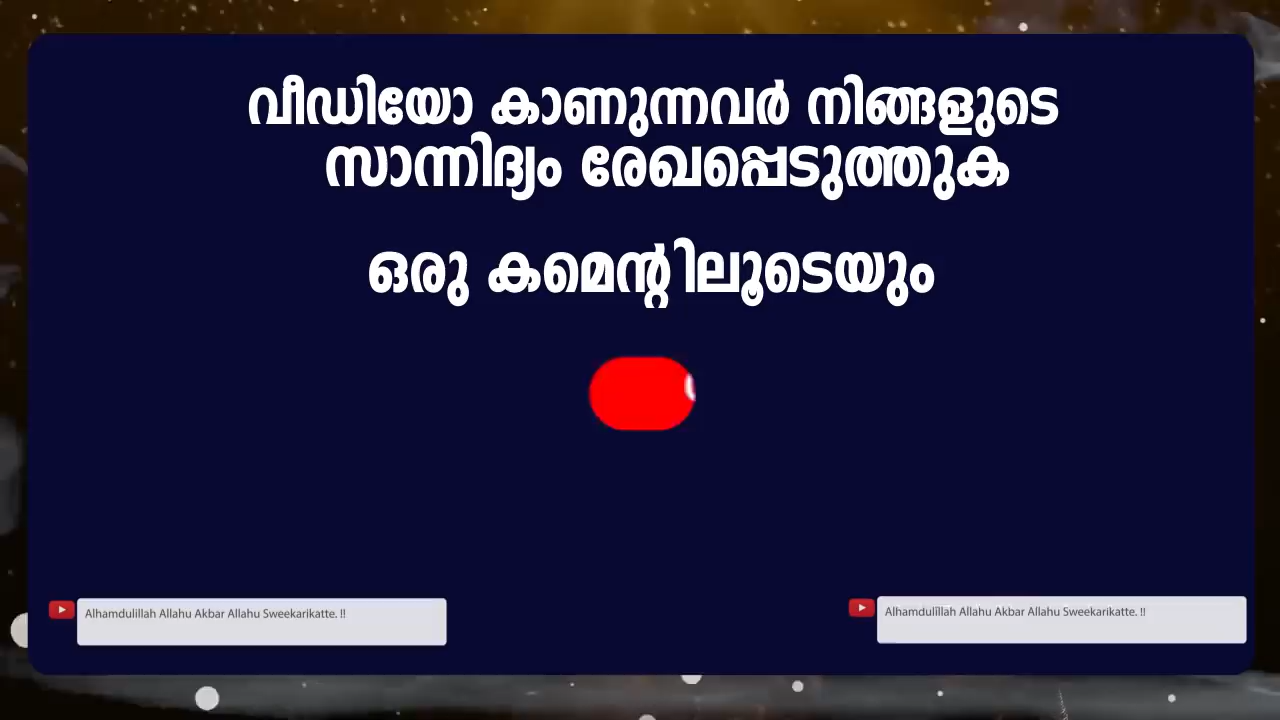 വീഡിയോ കാണുന്നവർ നിങ്ങളുടെ
സാന്നിദ്യം രേഖപ്പെടുത്തുക
ഒരു കമെന്റിലൂടെയും
Alhamdulillah Allahu Akbar Allahu Sweekarikatte. !!
Alhamdulillah Allahu Akbar Allahu Sweekarikatte. !!